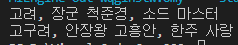 고려, 장군 척준경, 소드 마스터
고구려, 안장왕 고흥안, 한주 사랑